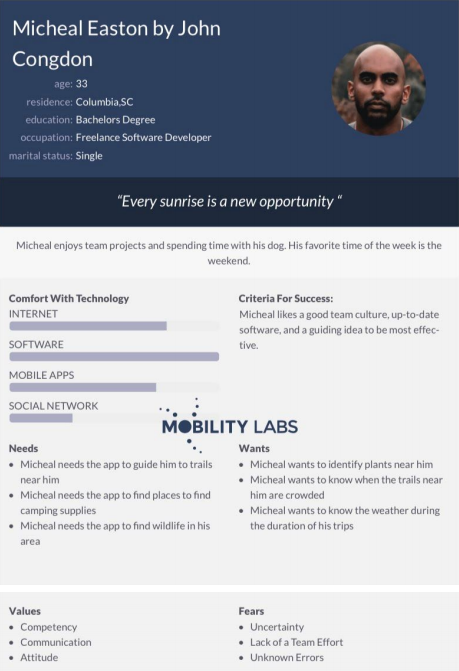 Micheal Easton by John
Congdon
age: 33
residence: Columbia,SC
education: Bachelors Degree
occupation: Freelance Software Developer
marital status: Single
“Every sunrise is a new opportunity “
Micheal enjoys team projects and spending time with his dog. His favorite time of the week is the
weekend.
Comfort With Technology
INTERNET
SOFTWARE
MOBILE APPS
SOCIAL NETWORK
Criteria For Success:
Micheal likes a good team culture, up-to-date
software, and a guiding idea to be most effec-
tive.
MOBILITY LABS
Needs
• Micheal needs the app to guide him to trails
near him
• Micheal needs the app to find places to find
camping supplies
• Micheal needs the app to find wildlife in his
area
Wants
• Micheal wants to identify plants near him
• Micheal wants to know when the trails near
him are crowded
• Micheal wants to know the weather during
the duration of his trips
Values
• Competency
• Communication
• Attitude
Fears
• Uncertainty
• Lack of a Team Effort
• Unknown Errors